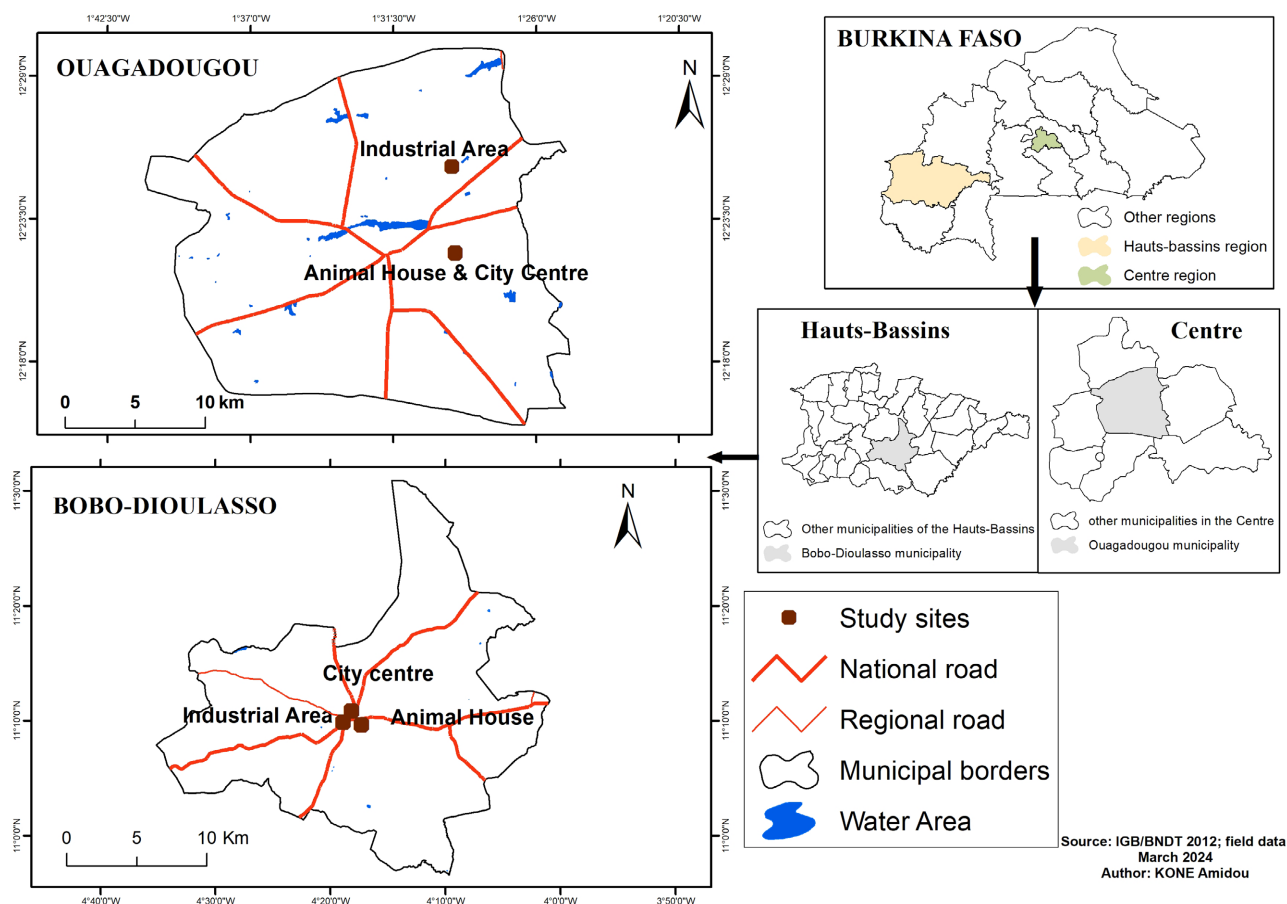 1°42'30"W 1°37'0"W 1°31'30"W 1°26'0"W 1°20'30"W
OUAGADOUGOU
N
12°29'0"N
12°29'0"N
Industrial Area
12°23'30"N
12°23'30"N
Animal House & City Centre
12°18'0"N
12°18'0"N
0 5 10 km
BURKINA FASO
Other regions
Hauts-bassins region
Centre region
Hauts-Bassins
Other municipalities of the Hauts-Bassins
Bobo-Dioulasso municipality
Centre
other municipalities in the Centre
Ouagadougou municipality
BOBO-DIOULASSO
N
11°30'0"N
11°30'0"N
11°20'0"N
11°20'0"N
City centre
Industrial Area
Animal House
11°10'0"N
11°10'0"N
11°0'0"N
11°0'0"N
0 5 10 Km
4°40'0"W 4°30'0"W 4°20'0"W 4°10'0"W 4°0'0"W 3°50'0"W
Study sites
National road
Regional road
Municipal borders
Water Area
Source: IGB/BNDT 2012; field data
March 2024
Author: KONE Amidou